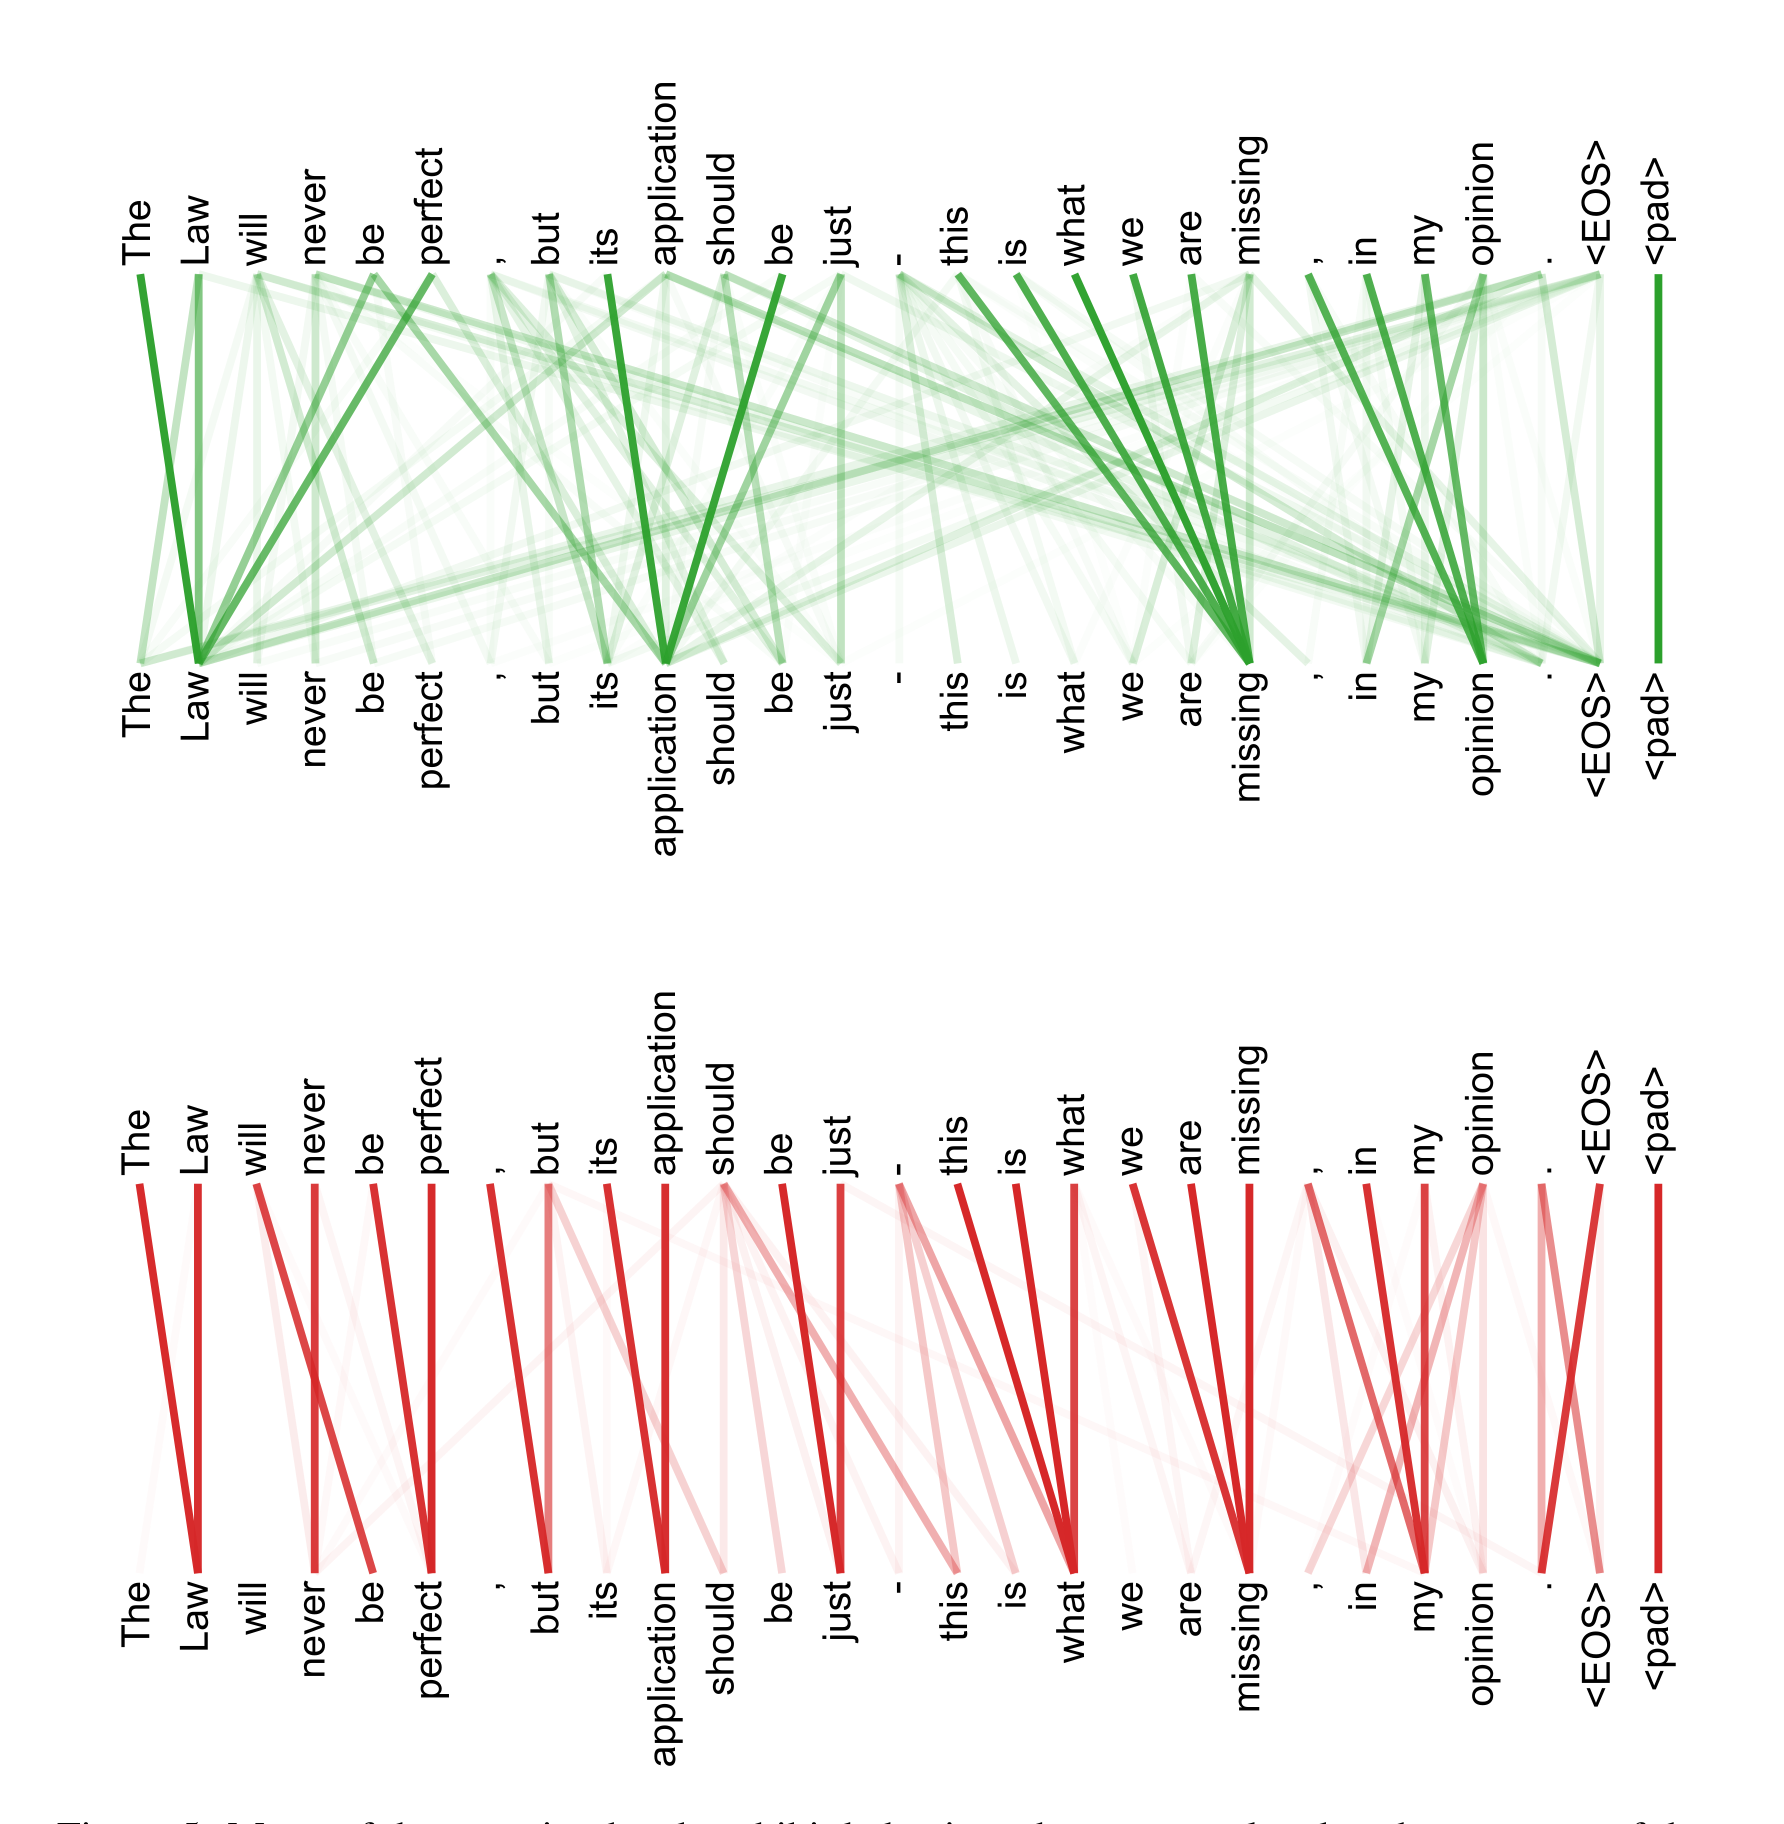 The Law will never be perfect , but its application should be just - this is what we are missing , in my opinion . <EOS> <pad>
The Law will never be perfect , but its application should be just - this is what we are missing , in my opinion . <EOS> <pad>
The Law will never be perfect , but its application should be just - this is what we are missing , in my opinion . <EOS> <pad>
The Law will never be perfect , but its application should be just - this is what we are missing , in my opinion . <EOS> <pad>